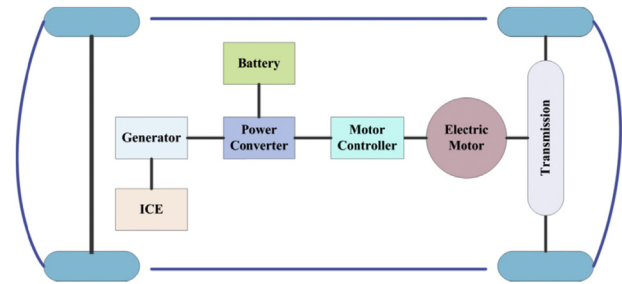 Battery
Generator
Power
Converter
Motor
Controller
Electric
Motor
Transmission
ICE